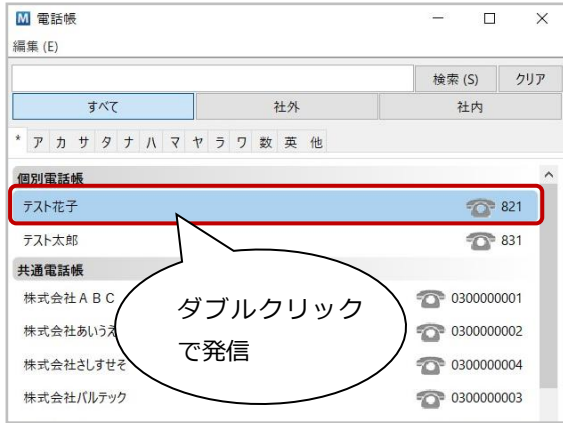 M 電話帳
編集 (E)
検索 (S) クリア
すべて 社外 社内
* ア カ サ タ ナ ハ マ ヤ ラ ワ 数 英 他
個別電話帳
テスト花子 821
テスト太郎 831
共通電話帳
株式会社ＡＢＣ 0300000001
株式会社あいうえ 0300000002
株式会社さしすせそ 0300000004
株式会社バルテック 0300000003
ダブルクリック
で発信